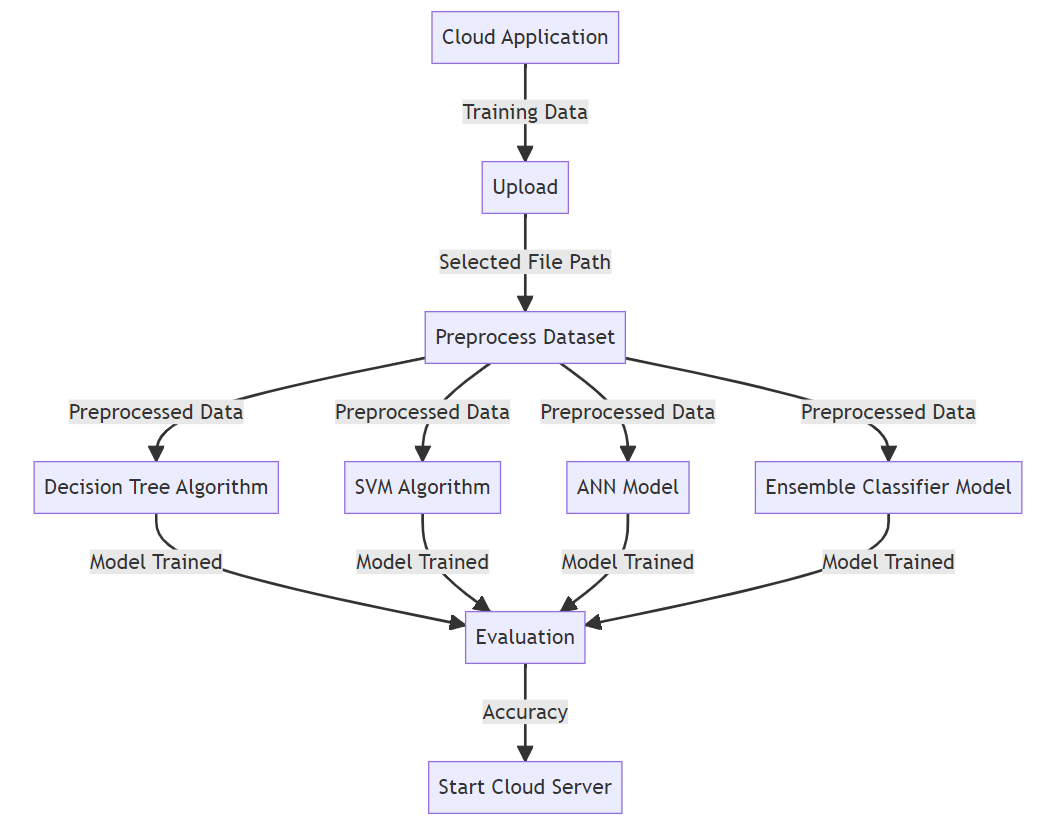 Cloud Application
Training Data
Upload
Selected File Path
Preprocess Dataset
Preprocessed Data
Preprocessed Data
Preprocessed Data
Preprocessed Data
Decision Tree Algorithm
SVM Algorithm
ANN Model
Ensemble Classifier Model
Model Trained
Model Trained
Model Trained
Model Trained
Evaluation
Accuracy
Start Cloud Server